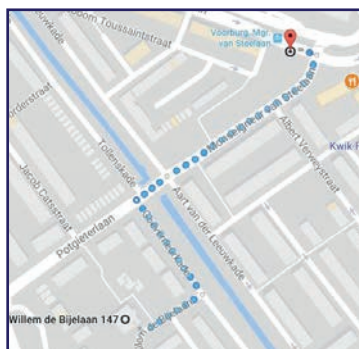 oom Toussaintstraat
Voorburg, Mgr.
van Steelaan
Tollenskade
Jacob Catsstraat
Potgieterlaan
Aart van der Leeuwkade
Albert Verweystraat
Kwik-F
Willem de Bijelaan 147